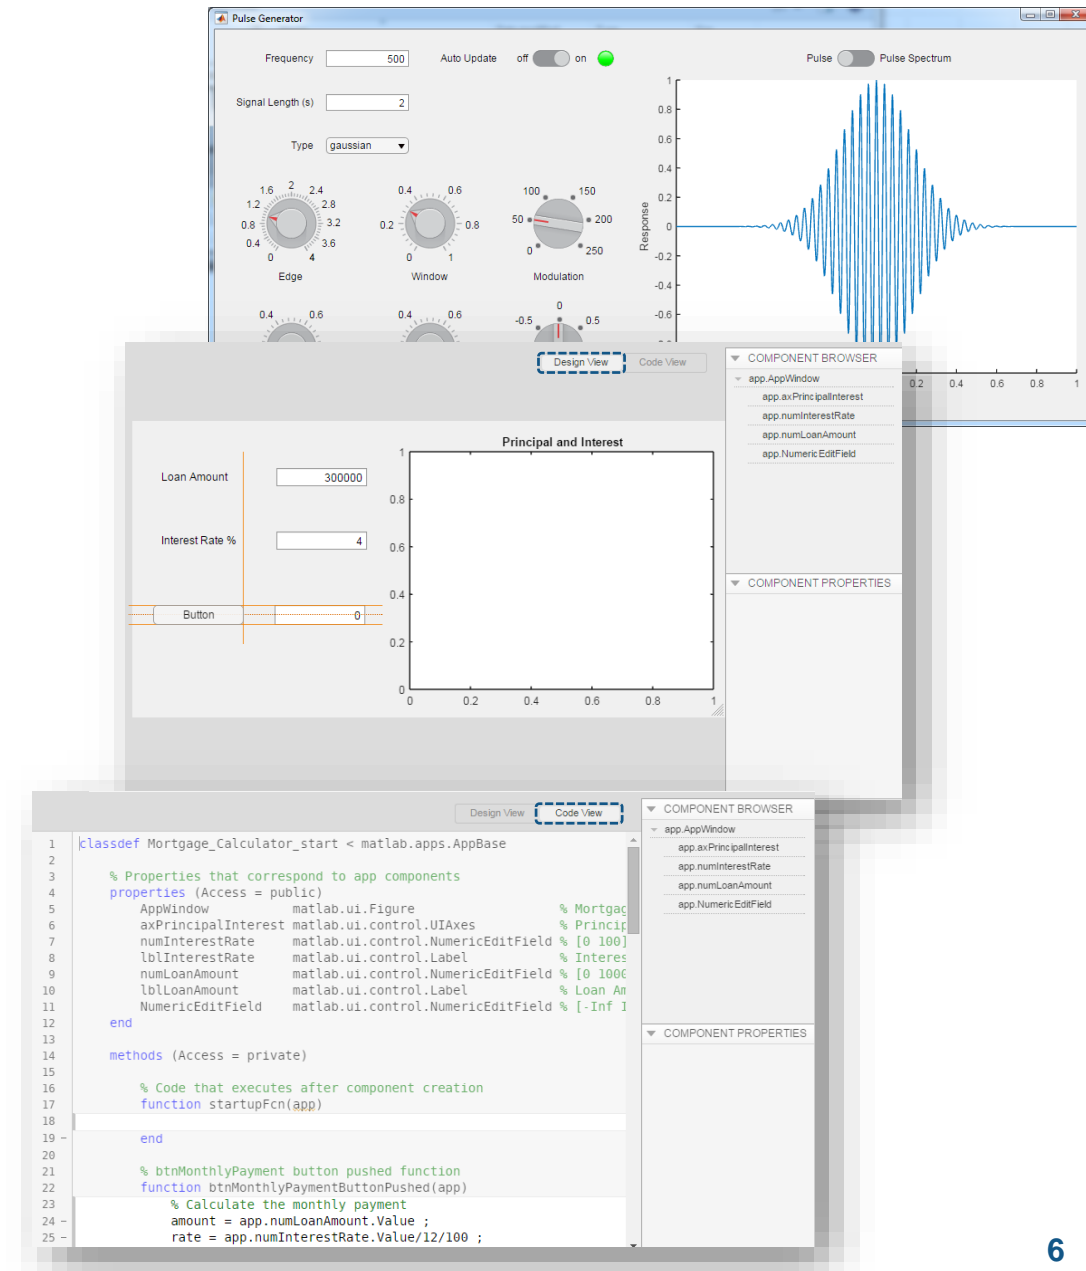 Pulse Generator
Frequency 500 Auto Update off on Pulse Pulse Spectrum
Signal Length (s) 2
Type gaussian
0 0.4 0.8 1.2 1.6 2 2.4 2.8 3.2 3.6 4
Edge
0 0.2 0.4 0.6 0.8 1
Window
0 50 100 150 200 250
Modulation
0.4 0.6
0.4 0.6
-0.5 0 0.5
Response
1
0.8
0.6
0.4
0.2
0
-0.2
-0.4
-0.6
0.2 0.4 0.6 0.8 1
Design View Code View
COMPONENT BROWSER
app.AppWindow
app.axPrincipalInterest
app.numInterestRate
app.numLoanAmount
app.NumericEditField
COMPONENT PROPERTIES
Principal and Interest
Loan Amount 300000
Interest Rate % 4
Button 0
1
0.8
0.6
0.4
0.2
0
0 0.2 0.4 0.6 0.8 1
Design View Code View
COMPONENT BROWSER
app.AppWindow
app.axPrincipalInterest
app.numInterestRate
app.numLoanAmount
app.NumericEditField
COMPONENT PROPERTIES
1 classdef Mortgage_Calculator_start < matlab.apps.AppBase
2
3 % Properties that correspond to app components
4 properties (Access = public)
5 AppWindow matlab.ui.Figure % Mortgag
6 axPrincipalInterest matlab.ui.control.UIAxes % Princip
7 numInterestRate matlab.ui.control.NumericEditField % [0 100]
8 lblInterestRate matlab.ui.control.Label % Interes
9 numLoanAmount matlab.ui.control.NumericEditField % [0 1000
10 lblLoanAmount matlab.ui.control.Label % Loan Am
11 NumericEditField matlab.ui.control.NumericEditField % [-Inf I
12 end
13
14 methods (Access = private)
15
16 % Code that executes after component creation
17 function startupFcn(app)
18
19 – end
20
21 % btnMonthlyPayment button pushed function
22 function btnMonthlyPaymentButtonPushed(app)
23 % Calculate the monthly payment
24 – amount = app.numLoanAmount.Value ;
25 – rate = app.numInterestRate.Value/12/100 ;
6